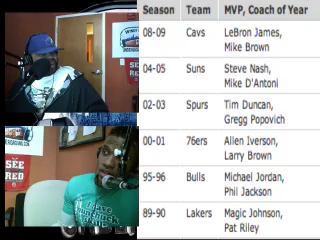 Season Team MVP, Coach of Year
08-09 Cavs LeBron James,
Mike Brown
04-05 Suns Steve Nash,
Mike D'Antoni
02-03 Spurs Tim Duncan,
Gregg Popovich
00-01 76ers Allen Iverson,
Larry Brown
95-96 Bulls Michael Jordan,
Phil Jackson
89-90 Lakers Magic Johnson,
Pat Riley
SEE
RED
SEE
RED